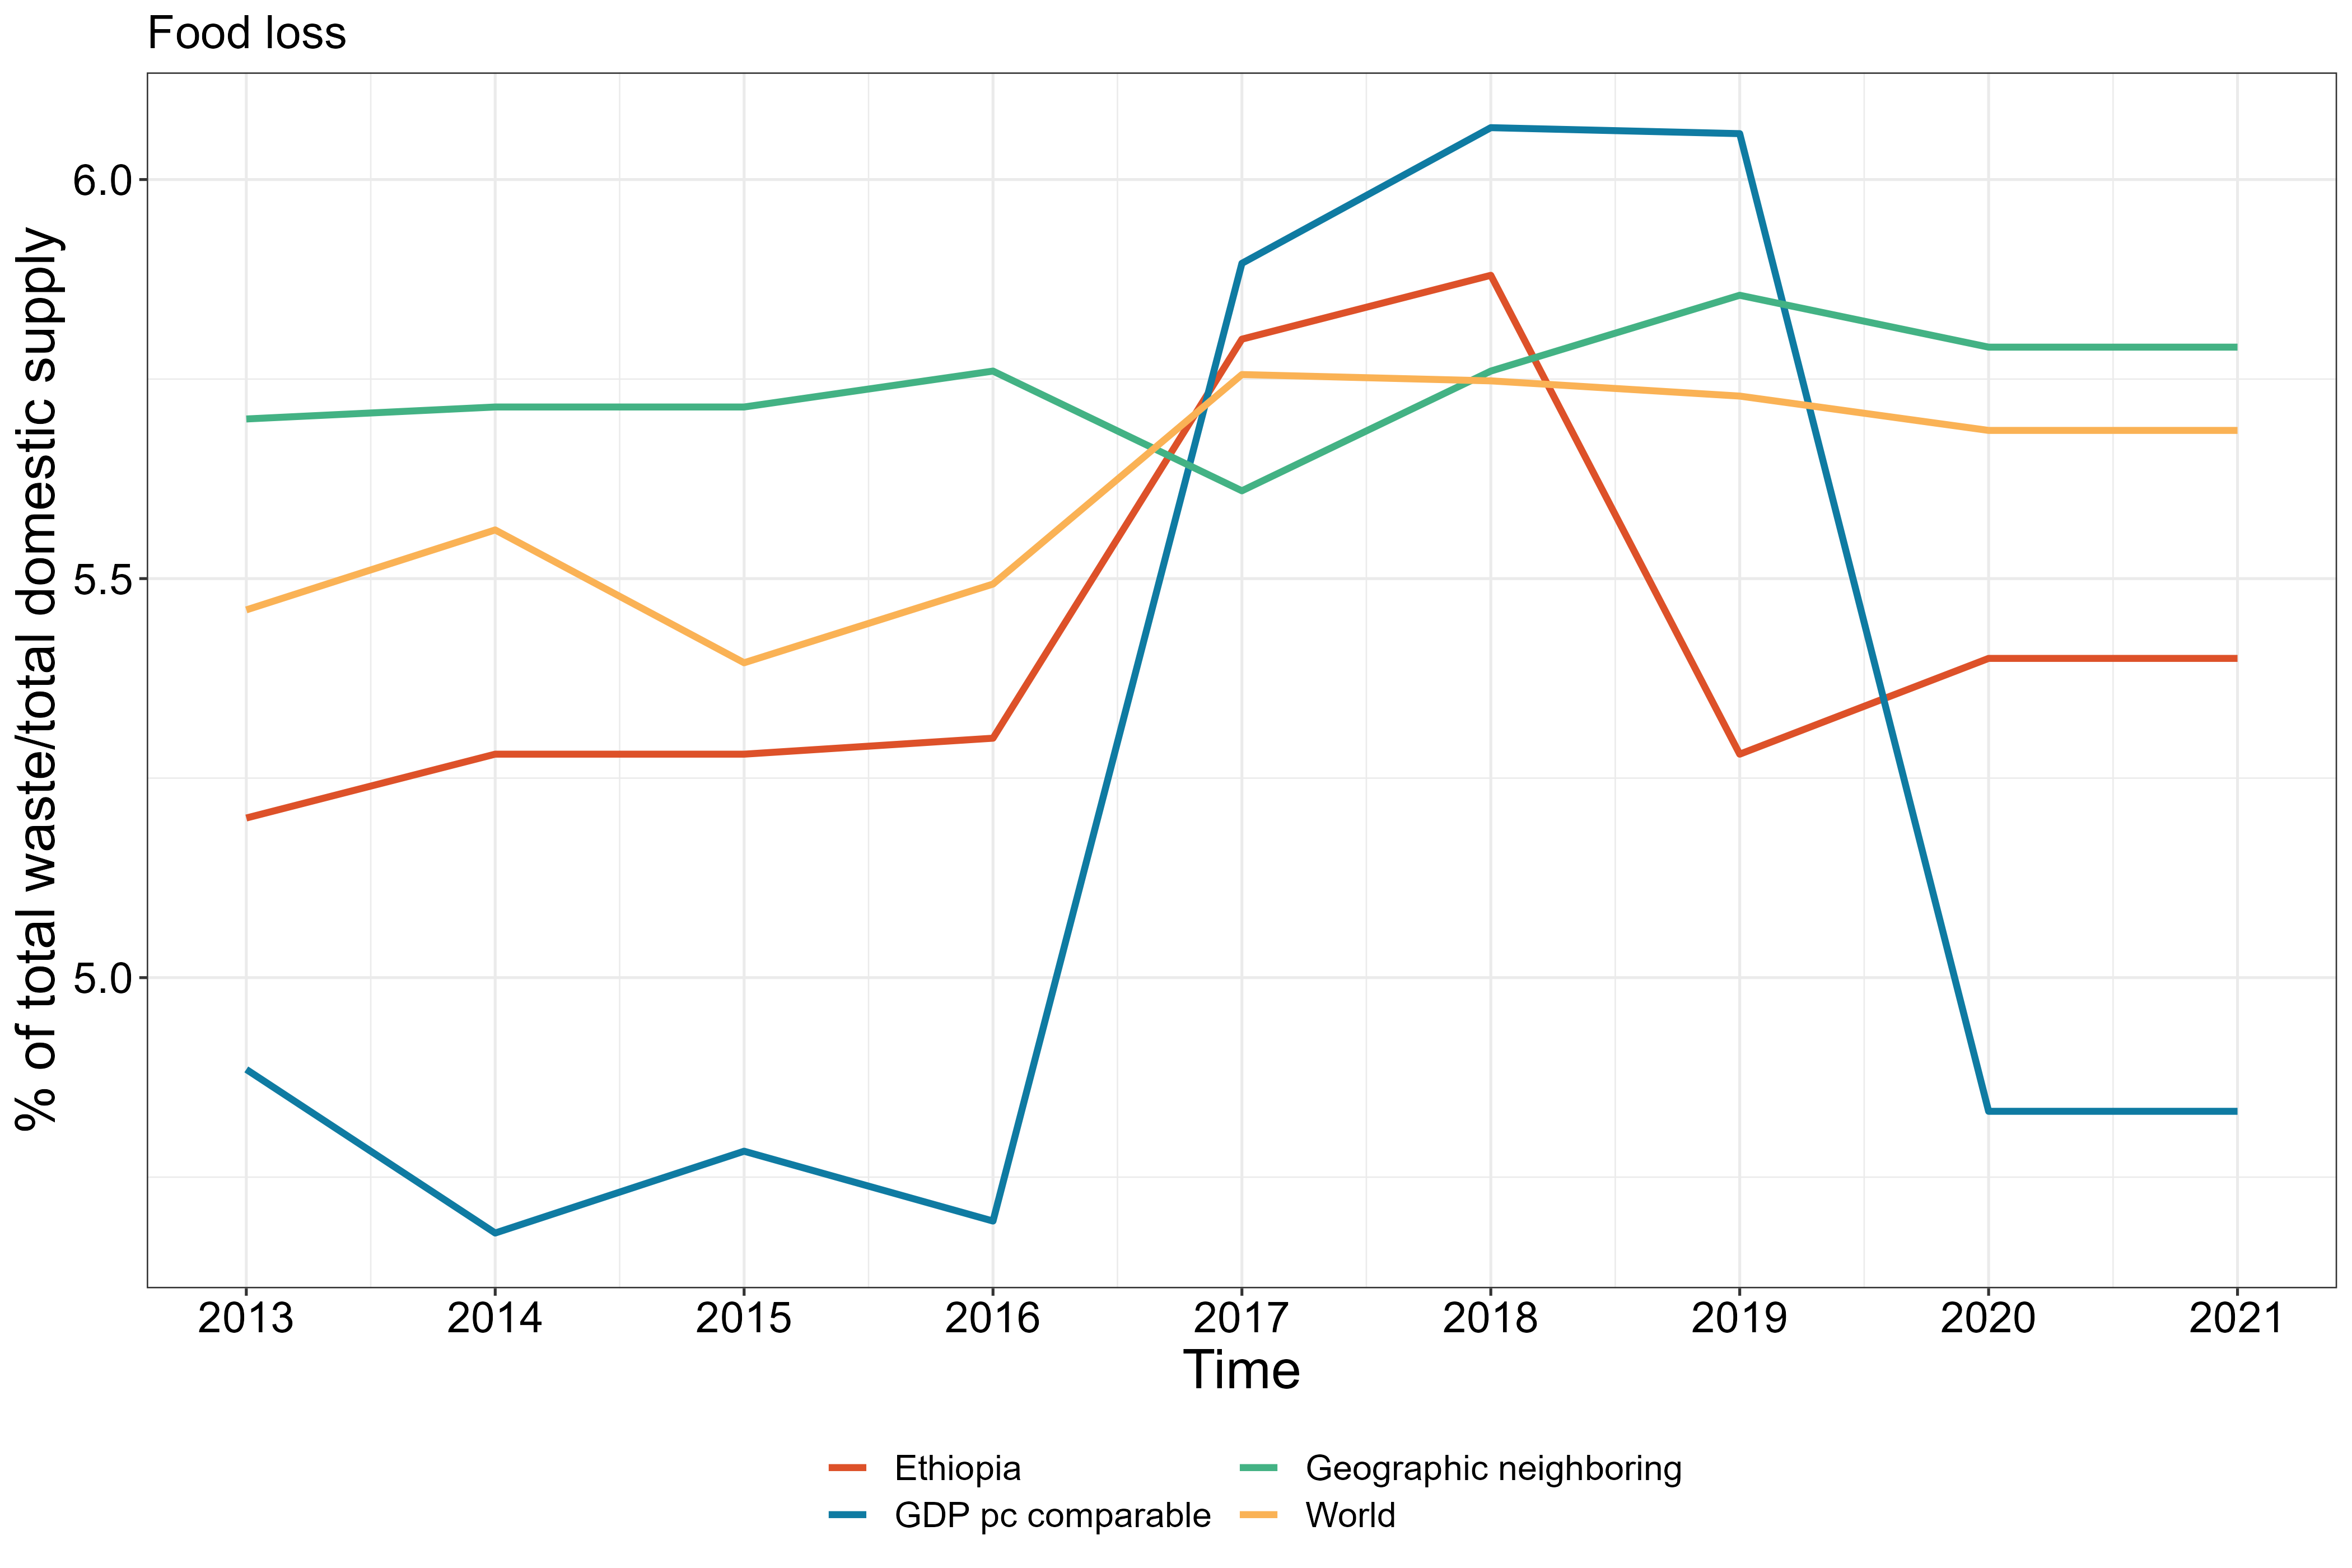 Food loss
% of total waste/total domestic supply
6.0
5.5
5.0
2013 2014 2015 2016 2017 2018 2019 2020 2021
Time
Ethiopia Geographic neighboring
GDP pc comparable World